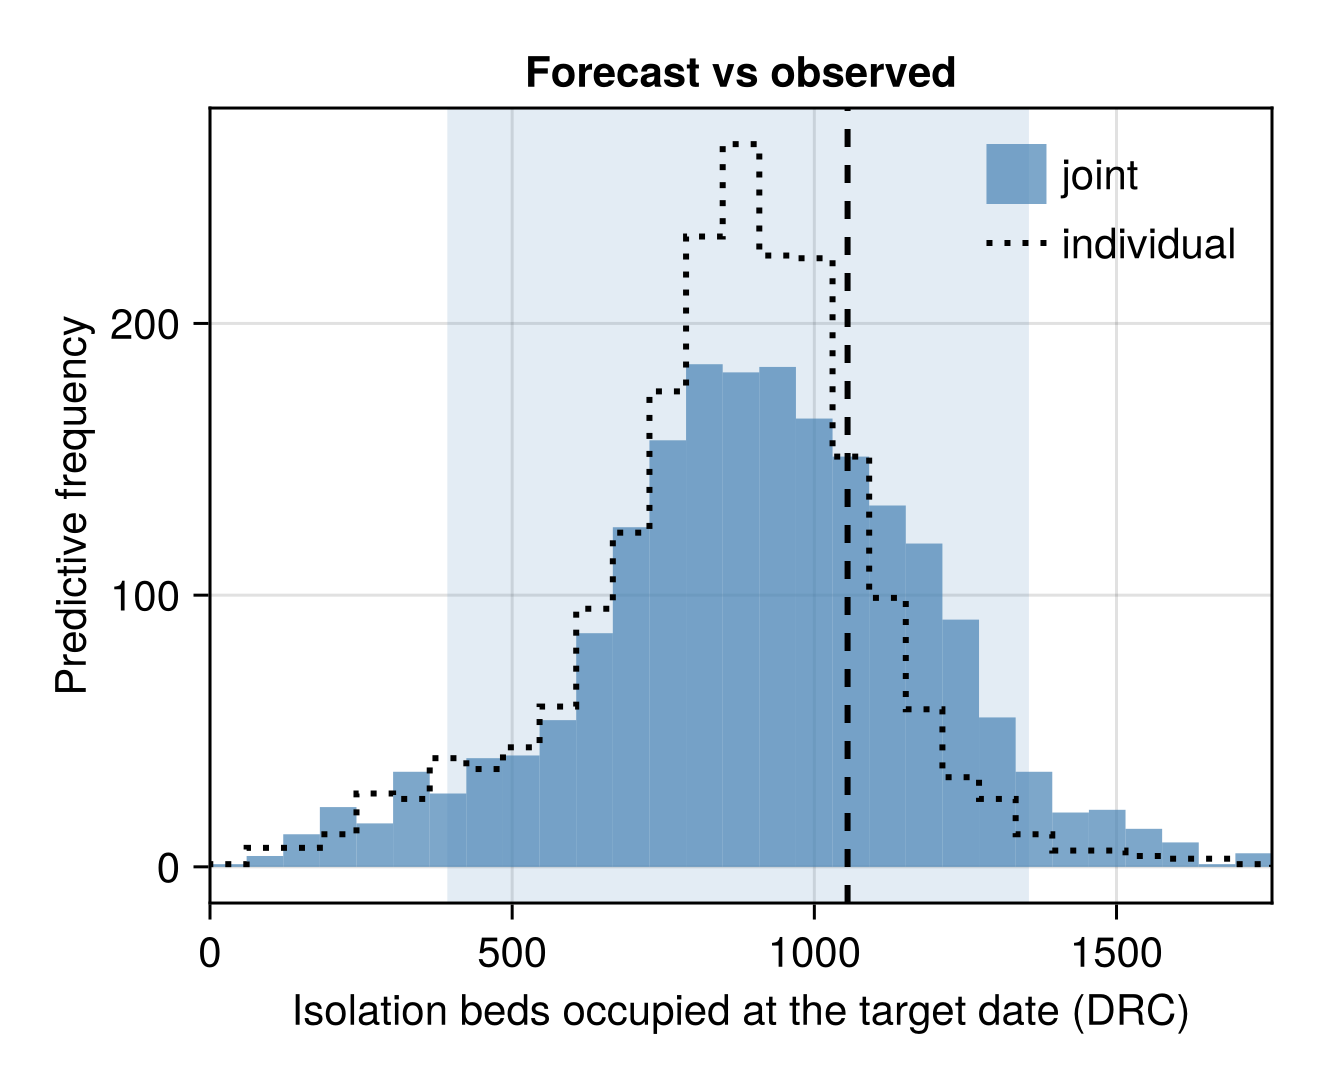 Forecast vs observed
joint
individual
Predictive frequency
200
100
0
0 500 1000 1500
Isolation beds occupied at the target date (DRC)